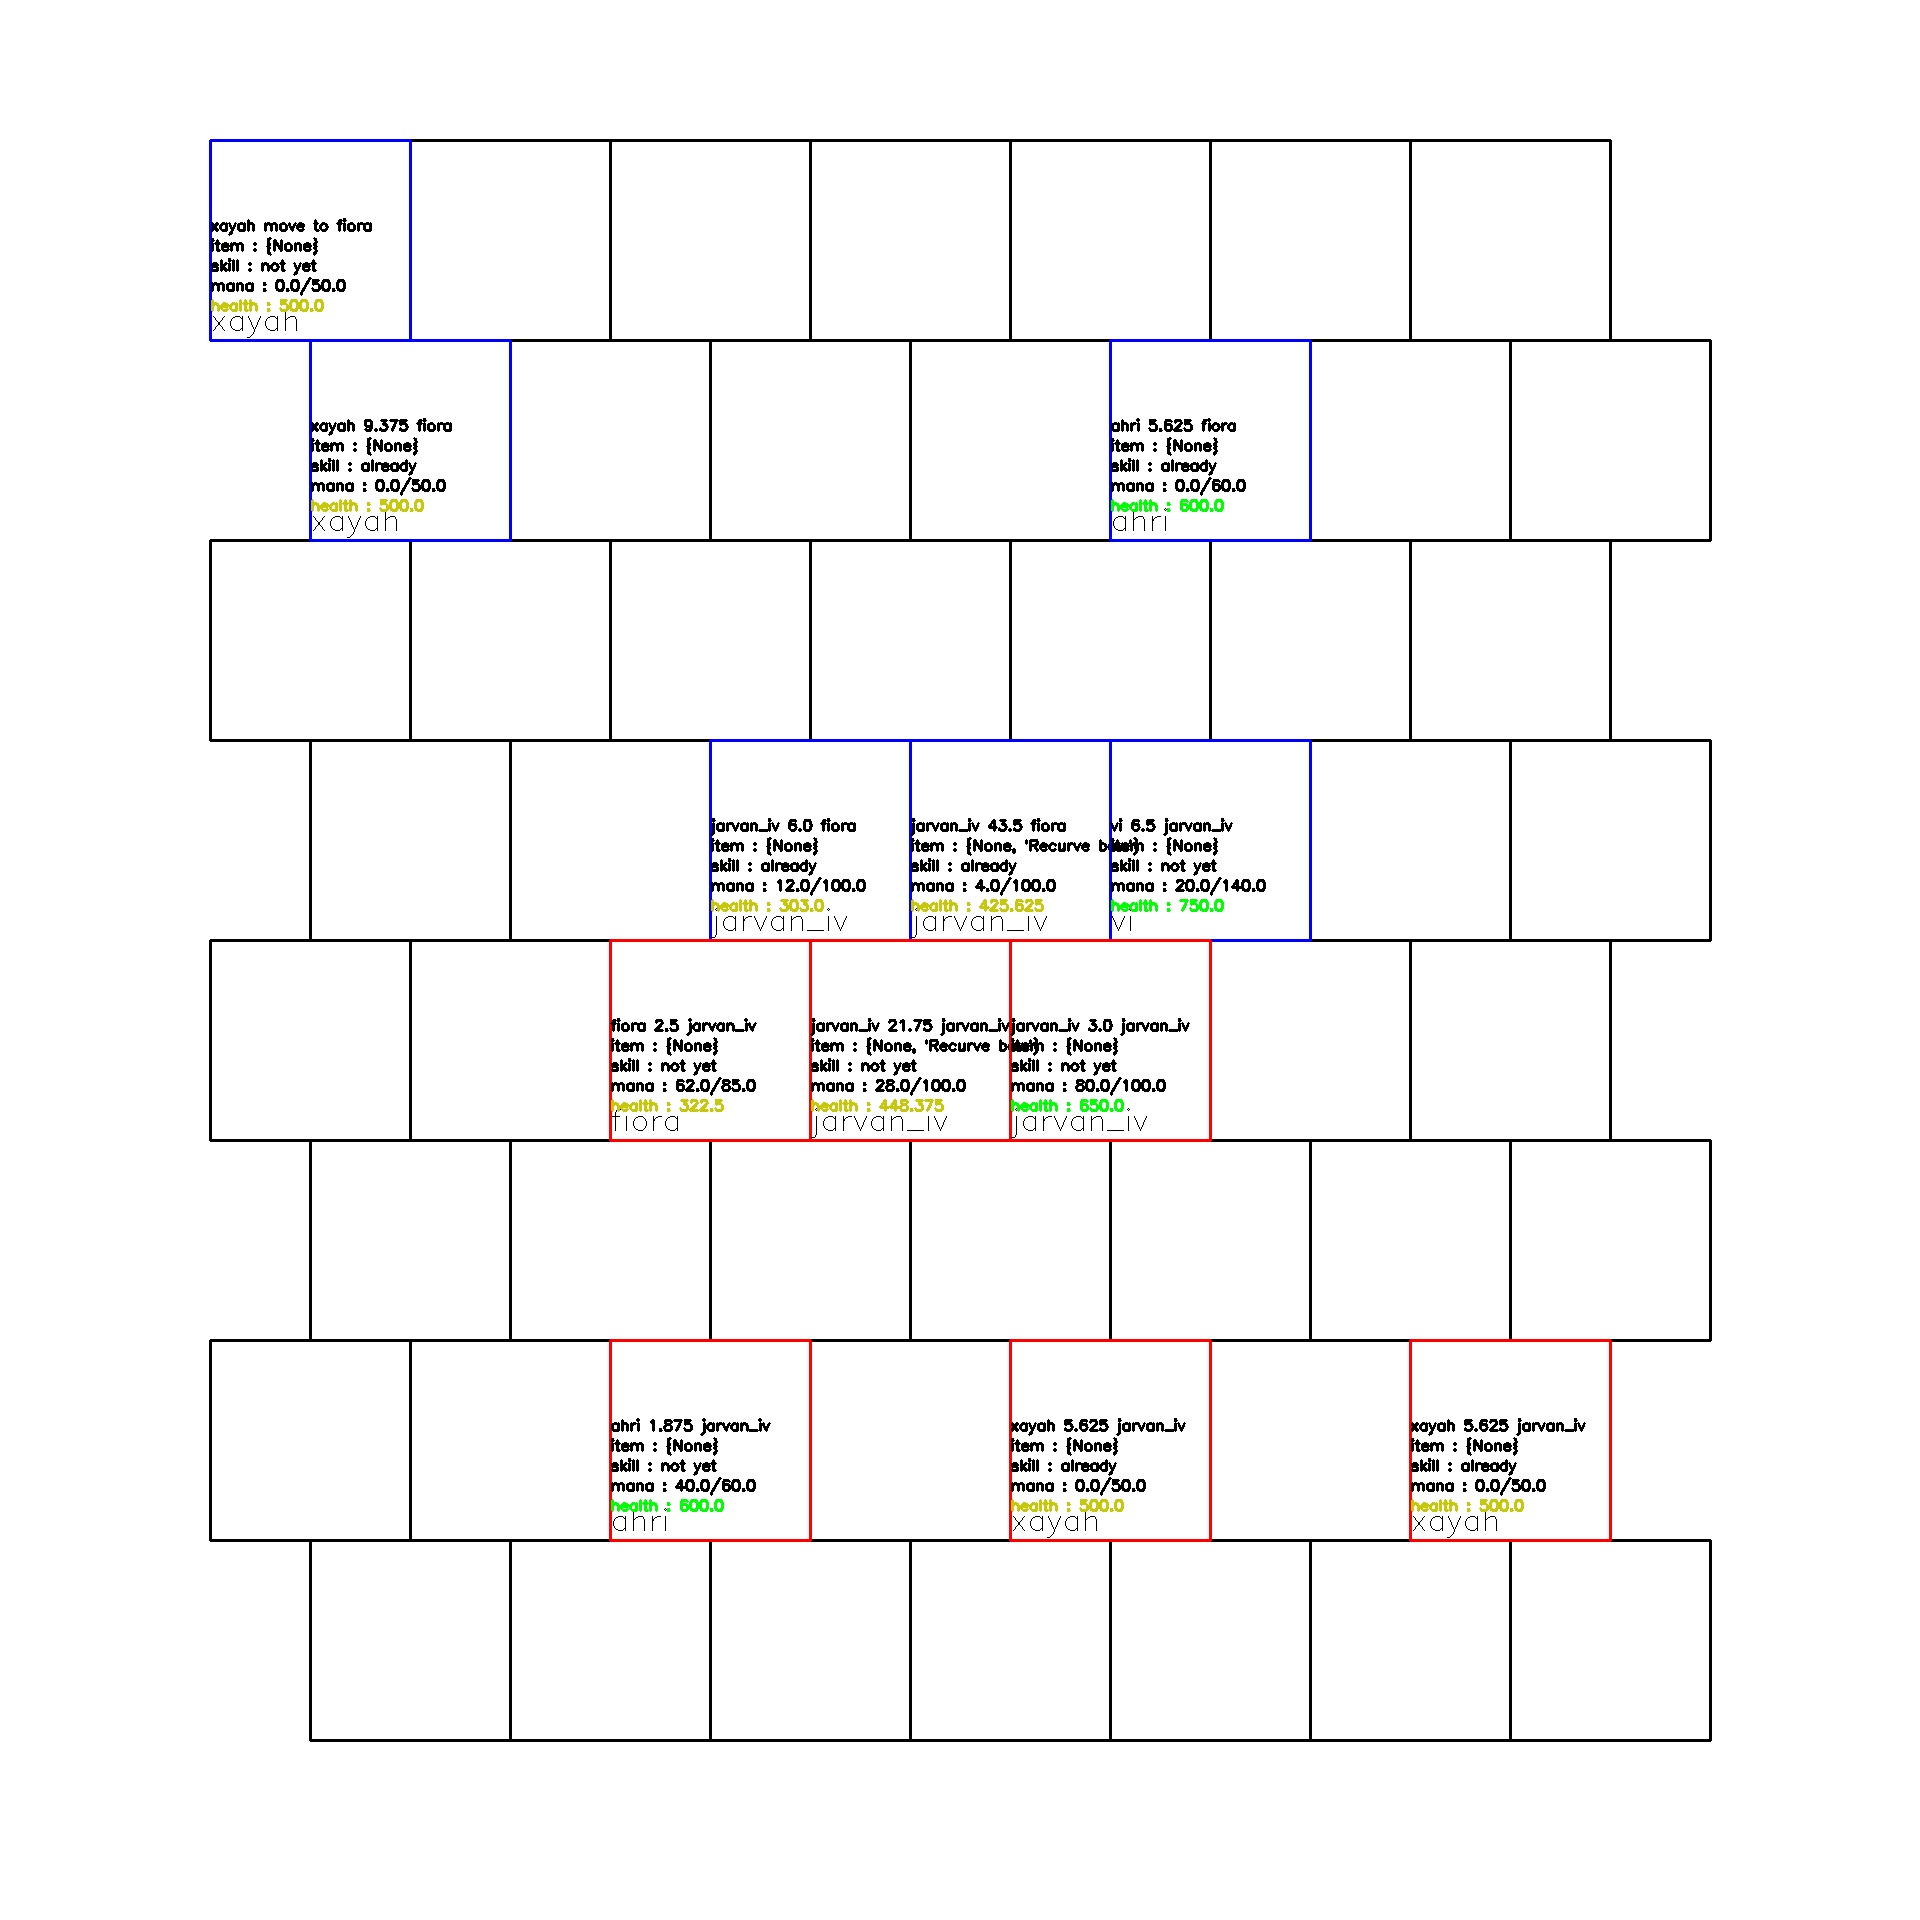 xayah move to fiora
item : {None}
skill : not yet
mana : 0.0/50.0
health : 500.0
xayah
xayah 9.375 fiora
item : {None}
skill : already
mana : 0.0/50.0
health : 500.0
xayah
ahri 5.625 fiora
item : {None}
skill : already
mana : 0.0/60.0
health : 600.0
ahri
jarvan_iv 6.0 fiora
item : {None}
skill : already
mana : 12.0/100.0
health : 303.0
jarvan_iv
jarvan_iv 43.5 fiora
item : {None, 'Recurve
skill : already
mana : 4.0/100.0
health : 425.625
jarvan_iv
vi 6.5 jarvan_iv
: {None}
skill : not yet
mana : 20.0/140.0
health : 750.0
vi
fiora 2.5 jarvan_iv
item : {None}
skill : not yet
mana : 62.0/85.0
health : 322.5
fiora
jarvan_iv 21.75 jarvan_iv
item : {None, 'Recurve
skill : not yet
mana : 28.0/100.0
health : 448.375
jarvan_iv
jarvan_iv 3.0 jarvan_iv
: {None}
skill : not yet
mana : 80.0/100.0
health : 650.0
jarvan_iv
ahri 1.875 jarvan_iv
item : {None}
skill : not yet
mana : 40.0/60.0
health : 600.0
ahri
xayah 5.625 jarvan_iv
item : {None}
skill : already
mana : 0.0/50.0
health : 500.0
xayah
xayah 5.625 jarvan_iv
item : {None}
skill : already
mana : 0.0/50.0
health : 500.0
xayah